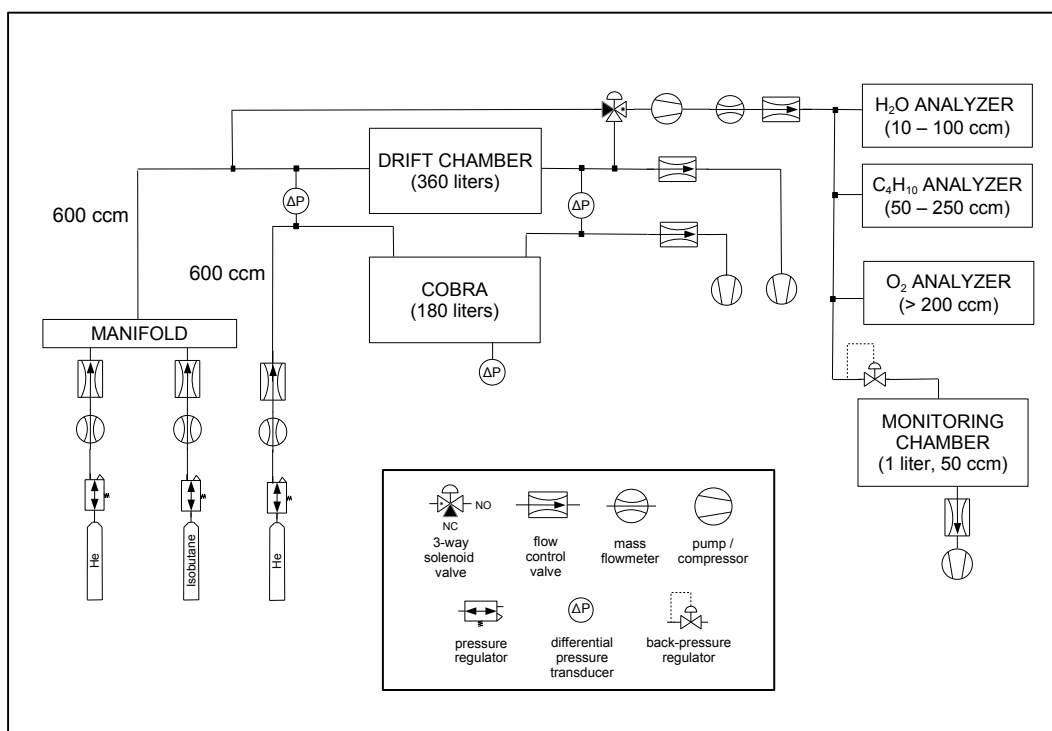 H₂O ANALYZER
(10 – 100 ccm)
DRIFT CHAMBER
(360 liters)
C₄H₁₀ ANALYZER
(50 – 250 ccm)
ΔP
ΔP
600 ccm
600 ccm
COBRA
(180 liters)
O₂ ANALYZER
(> 200 ccm)
MANIFOLD
ΔP
MONITORING
CHAMBER
(1 liter, 50 ccm)
He
Isobutane
He
NO
NC
3-way
solenoid
valve
flow
control
valve
mass
flowmeter
pump /
compressor
ΔP
pressure
regulator
differential
pressure
transducer
back-pressure
regulator